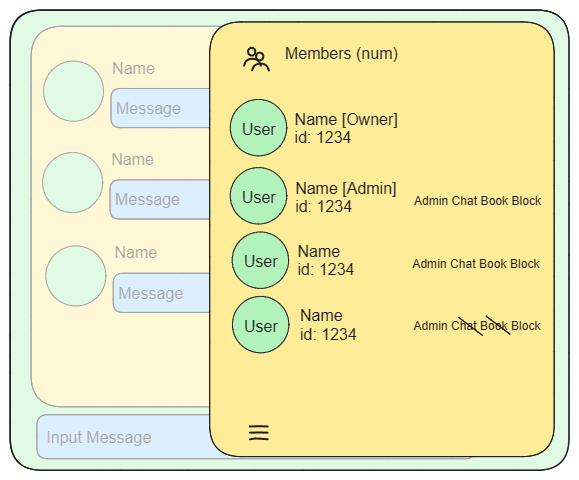 Name
Message
Name
Message
Name
Message
Input Message
Members (num)
User
Name [Owner]
id: 1234
User
Name [Admin]
id: 1234
Admin Chat Book Block
User
Name
id: 1234
Admin Chat Book Block
User
Name
id: 1234
Admin Chat Book Block